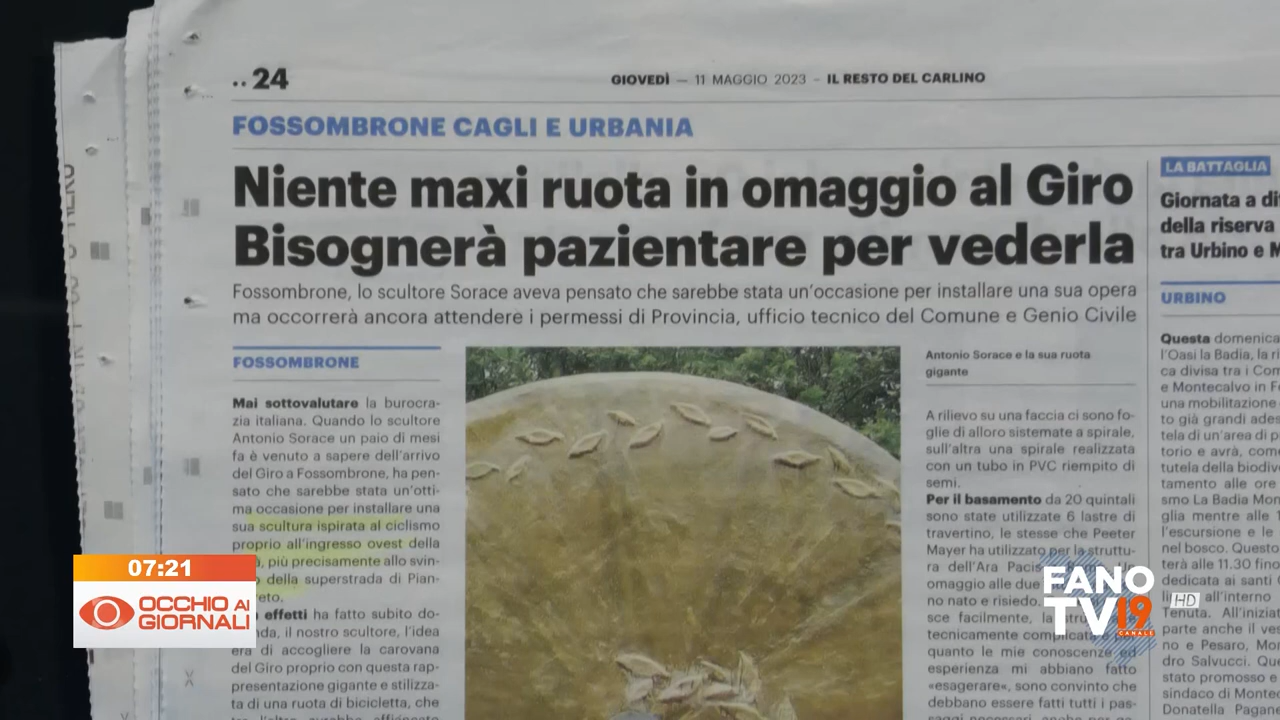 ..24
GIOVEDÌ — 11 MAGGIO 2023 – IL RESTO DEL CARLINO
FOSSOMBRONE CAGLI E URBANIA
Niente maxi ruota in omaggio al Giro
Bisognerà pazientare per vederla
Fossombrone, lo scultore Sorace aveva pensato che sarebbe stata un'occasione per installare una sua opera
ma occorrerà ancora attendere i permessi di Provincia, ufficio tecnico del Comune e Genio Civile
FOSSOMBRONE
Mai sottovalutare la burocra-
zia italiana. Quando lo scultore
Antonio Sorace un paio di mesi
fa è venuto a sapere dell'arrivo
del Giro a Fossombrone, ha pen-
sato che sarebbe stata un'otti-
ma occasione per installare una
sua scultura ispirata al ciclismo
proprio all'ingresso ovest della
più precisamente allo svin-
della superstrada di Pian-
reto.
effetti ha fatto subito do-
nda, il nostro scultore, l'idea
era di accogliere la carovana
del Giro proprio con questa rap-
presentazione gigante e stilizza-
ta di una ruota di bicicletta, che
Antonio Sorace e la sua ruota
gigante
A rilievo su una faccia ci sono fo-
glie di alloro sistemate a spirale,
sull'altra una spirale realizzata
con un tubo in PVC riempito di
semi.
Per il basamento da 20 quintali
sono state utilizzate 6 lastre di
travertino, le stesse che Peeter
Mayer ha utilizzato per la struttu-
ra dell'Ara Pacis
omaggio alle due
no nato e risiedo.
sce facilmente, la
tecnicamente
quanto le mie conoscenze ed
esperienza mi abbiano fatto
«esagerare«, sono convinto che
debbano essere fatti tutti i pas-
LA BATTAGLIA
Giornata a di
della riserva
tra Urbino e M
URBINO
Questa domenica
l'Oasi la Badia, la ri
ca divisa tra i Com
e Montecalvo in F
una mobilitazione
to già grandi ades
tela di un'area di p
torio e avrà, come
tutela della biodiv
tamento alle ore
smo La Badia Mon
glia mentre alle 1
l'escursione e le
nel bosco. Questo
terà alle 11.30 fino
dedicata ai santi
all'interno
Tenuta. All'iniziat
parte anche il ves
no e Pesaro, Mon
dro Salvucci. Que
stato promosso e
sindaco di Monte
Donatella Pagane
07:21
OCCHIO AI
GIORNALI
FANO
TV 19
CANALE
HD